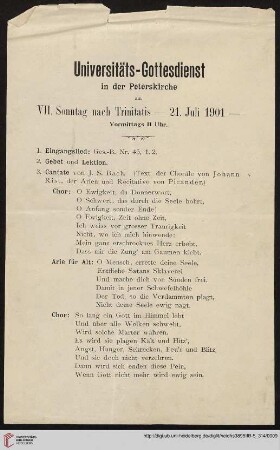 Universitäts-Gottesdienst
in der Peterskirche
am
VII. Sonntag nach Trinitatis — 21. Juli 1901 —
Vormittags 11 Uhr.
1. Eingangslied: Ges.-B. Nr. 45, 1. 2.
2. Gebet und Lektion.
3. Cantate von J. S. Bach. (Text der Choräle von Johann
Rist, der Arien und Recitative von Picander.)
Chor: O Ewigkeit, du Donnerwort,
O Schwert, das durch die Seele bohrt,
O Anfang sonder Ende!
O Ewigkeit, Zeit ohne Zeit,
Ich weiss vor grosser Traurigkeit
Nicht, wo ich mich hinwende;
Mein ganz erschrocknes Herz erbebt,
Dass mir die Zung' am Gaumen klebt.
Arie für Alt: O Mensch, errette deine Seele,
Entfliehe Satans Sklaverei
Und mache dich von Sünden frei,
Damit in jener Schwefelhöhle
Der Tod, so die Verdammten plagt,
Nicht deine Seele ewig nagt.
Chor: So lang ein Gott im Himmel lebt
Und über alle Wolken schwebt,
Wird solche Marter währen.
Es wird sie plagen Kält' und Hitz',
Angst, Hunger, Schrecken, Feu'r und Blitz
Und sie doch nicht verzehren.
Dann wird sich enden diese Pein,
Wenn Gott nicht mehr wird ewig sein.